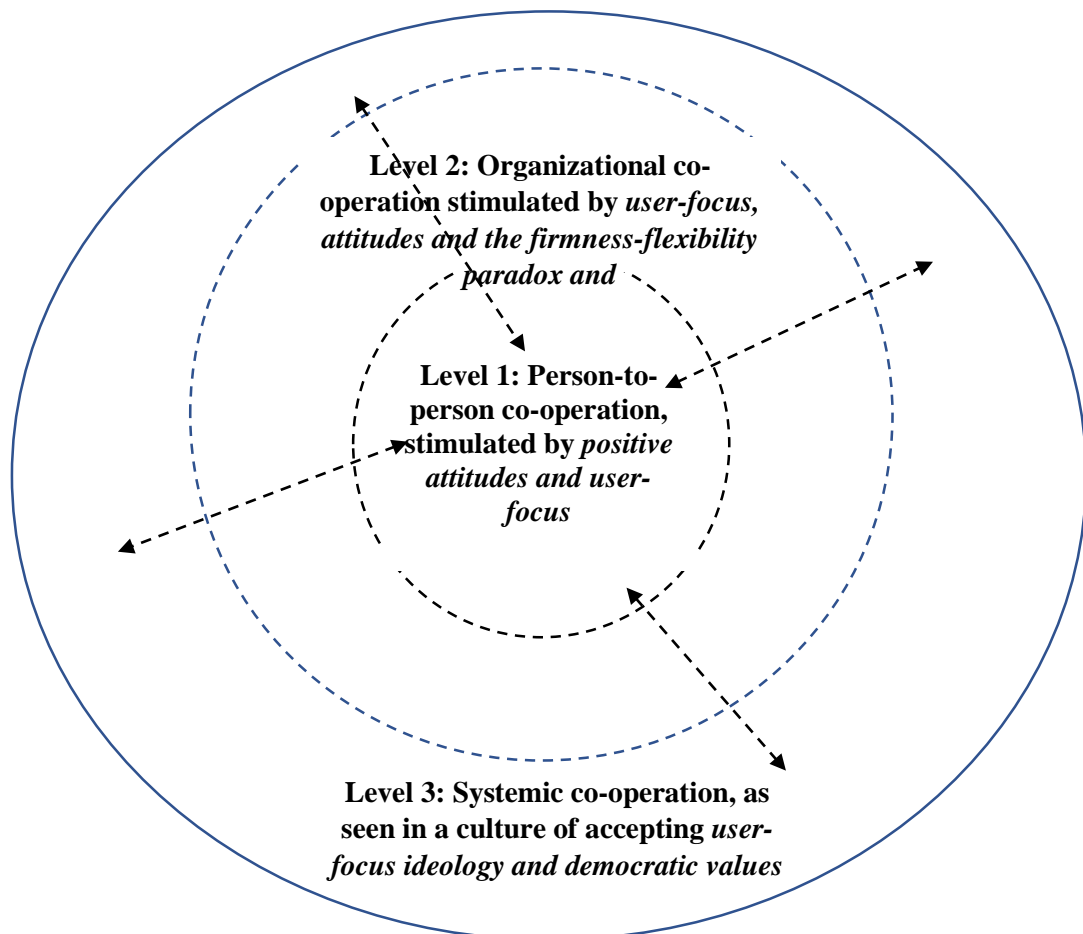 Level 2: Organizational co-
operation stimulated by user-focus,
attitudes and the firmness-flexibility
paradox and
Level 1: Person-to-
person co-operation,
stimulated by positive
attitudes and user-
focus
Level 3: Systemic co-operation, as
seen in a culture of accepting user-
focus ideology and democratic values